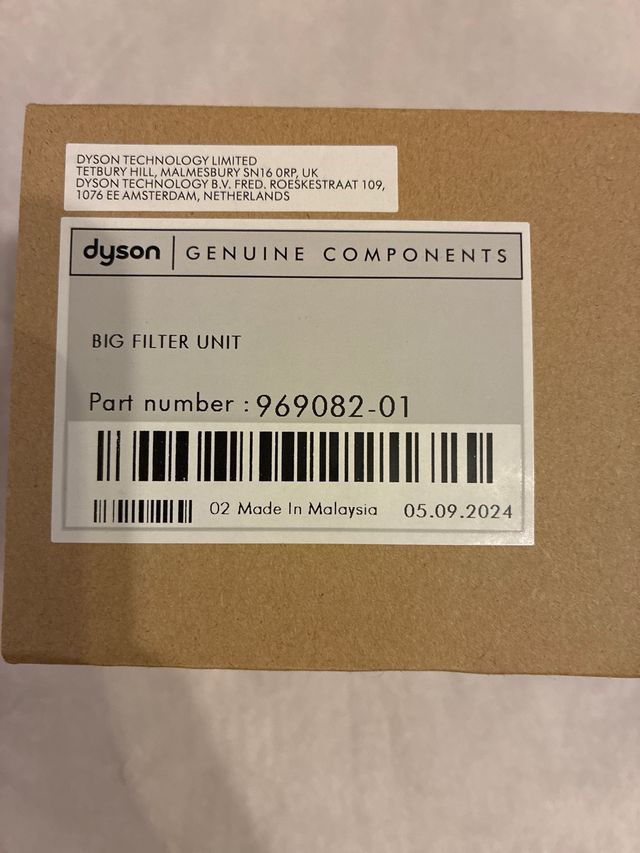 DYSON TECHNOLOGY LIMITED
TETBURY HILL, MALMESBURY SN16 0RP, UK
DYSON TECHNOLOGY B.V. FRED. ROESKESTRAAT 109,
1076 EE AMSTERDAM, NETHERLANDS
dyson | GENUINE COMPONENTS
BIG FILTER UNIT
Part number : 969082-01
02 Made In Malaysia 05.09.2024